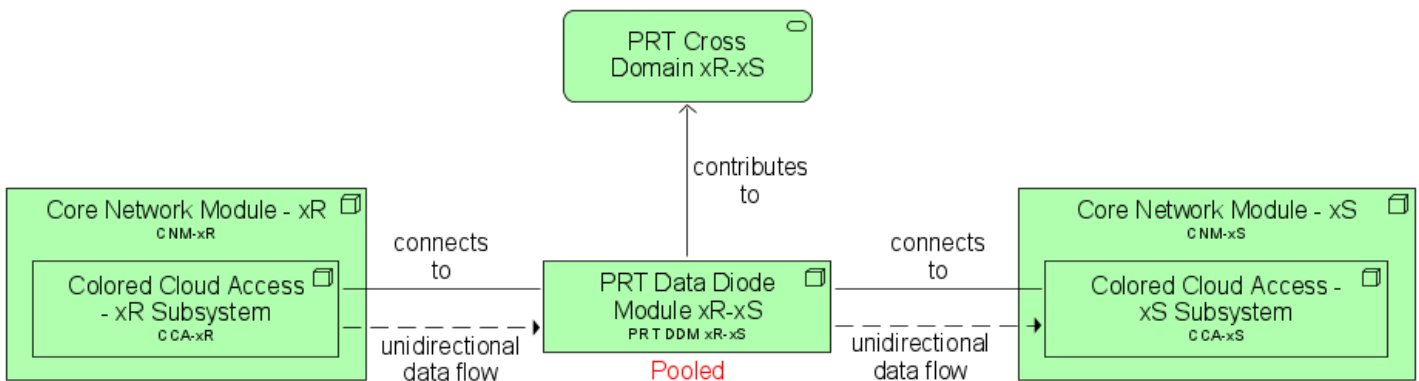 PRT Cross
Domain xR-xS
contributes
to
Core Network Module - xR
CNM-xR
Colored Cloud Access
- xR Subsystem
CCA-xR
connects
to
unidirectional
data flow
PRT Data Diode
Module xR-xS
PRT DDM xR-xS
Pooled
connects
to
unidirectional
data flow
Core Network Module - xS
CNM-xS
Colored Cloud Access -
xS Subsystem
CCA-xS